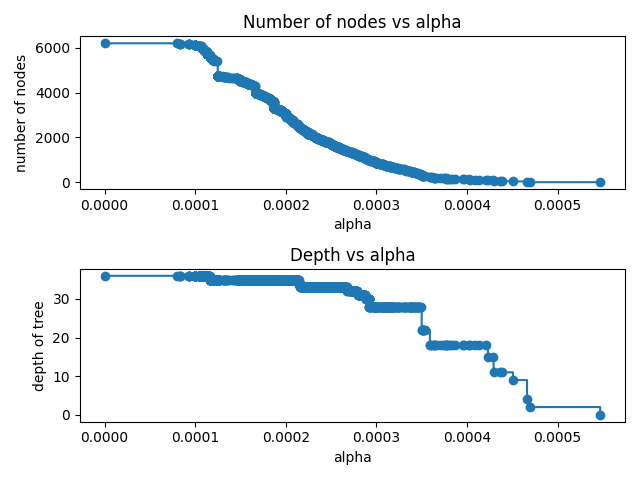 Number of nodes vs alpha
number of nodes
6000
4000
2000
0
0.0000 0.0001 0.0002 0.0003 0.0004 0.0005
alpha
Depth vs alpha
depth of tree
30
20
10
0
0.0000 0.0001 0.0002 0.0003 0.0004 0.0005
alpha